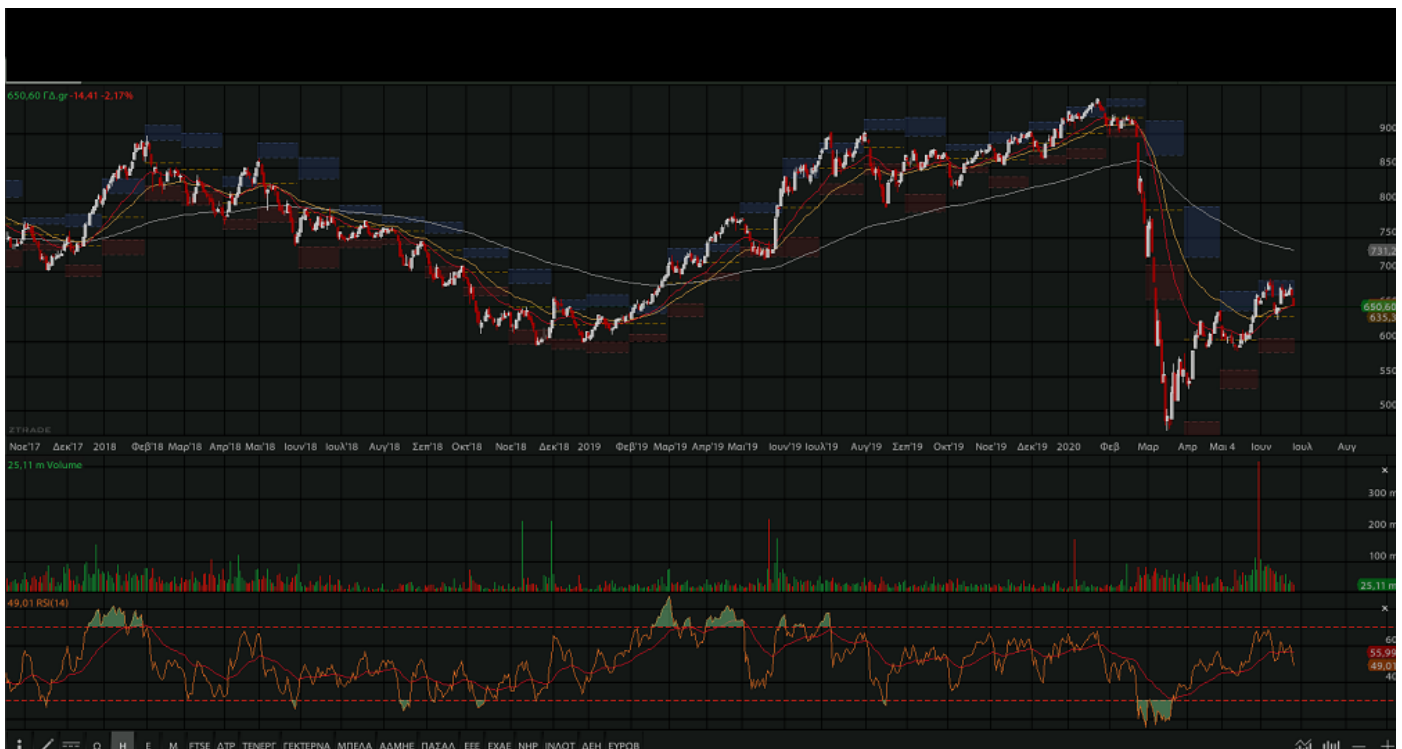 650,60 ΓΔ.gr -14,41 -2,17%
900
850
800
750
731,2
700
650,60
635,3
600
550
500
ZTRADE
Νοε'17 Δεκ'17 2018 Φεβ'18 Μαρ'18 Απρ'18 Μαι'18 Ιουν'18 Ιουλ'18 Αυγ'18 Σεπ'18 Οκτ'18 Νοε'18 Δεκ'18 2019 Φεβ'19 Μαρ'19 Απρ'19 Μαι'19 Ιουν'19 Ιουλ'19 Αυγ'19 Σεπ'19 Οκτ'19 Νοε'19 Δεκ'19 2020 Φεβ Μαρ Απρ Μαι 4 Ιουν Ιουλ Αυγ
25,11 m Volume
x
300 m
200 m
100 m
25,11 m
49,01 RSI(14)
x
60
55,99
49,01
40
Ο Η Ε Μ FTSE ΔΤΡ ΤΕΝΕΡΓ ΓΕΚΤΕΡΝΑ ΜΠΕΛΑ ΑΔΜΗΕ ΠΑΣΑΛ ΕΕΕ ΕΧΑΕ ΝΗΡ ΙΝΛΟΤ ΔΕΗ ΕΥΡΩΒ